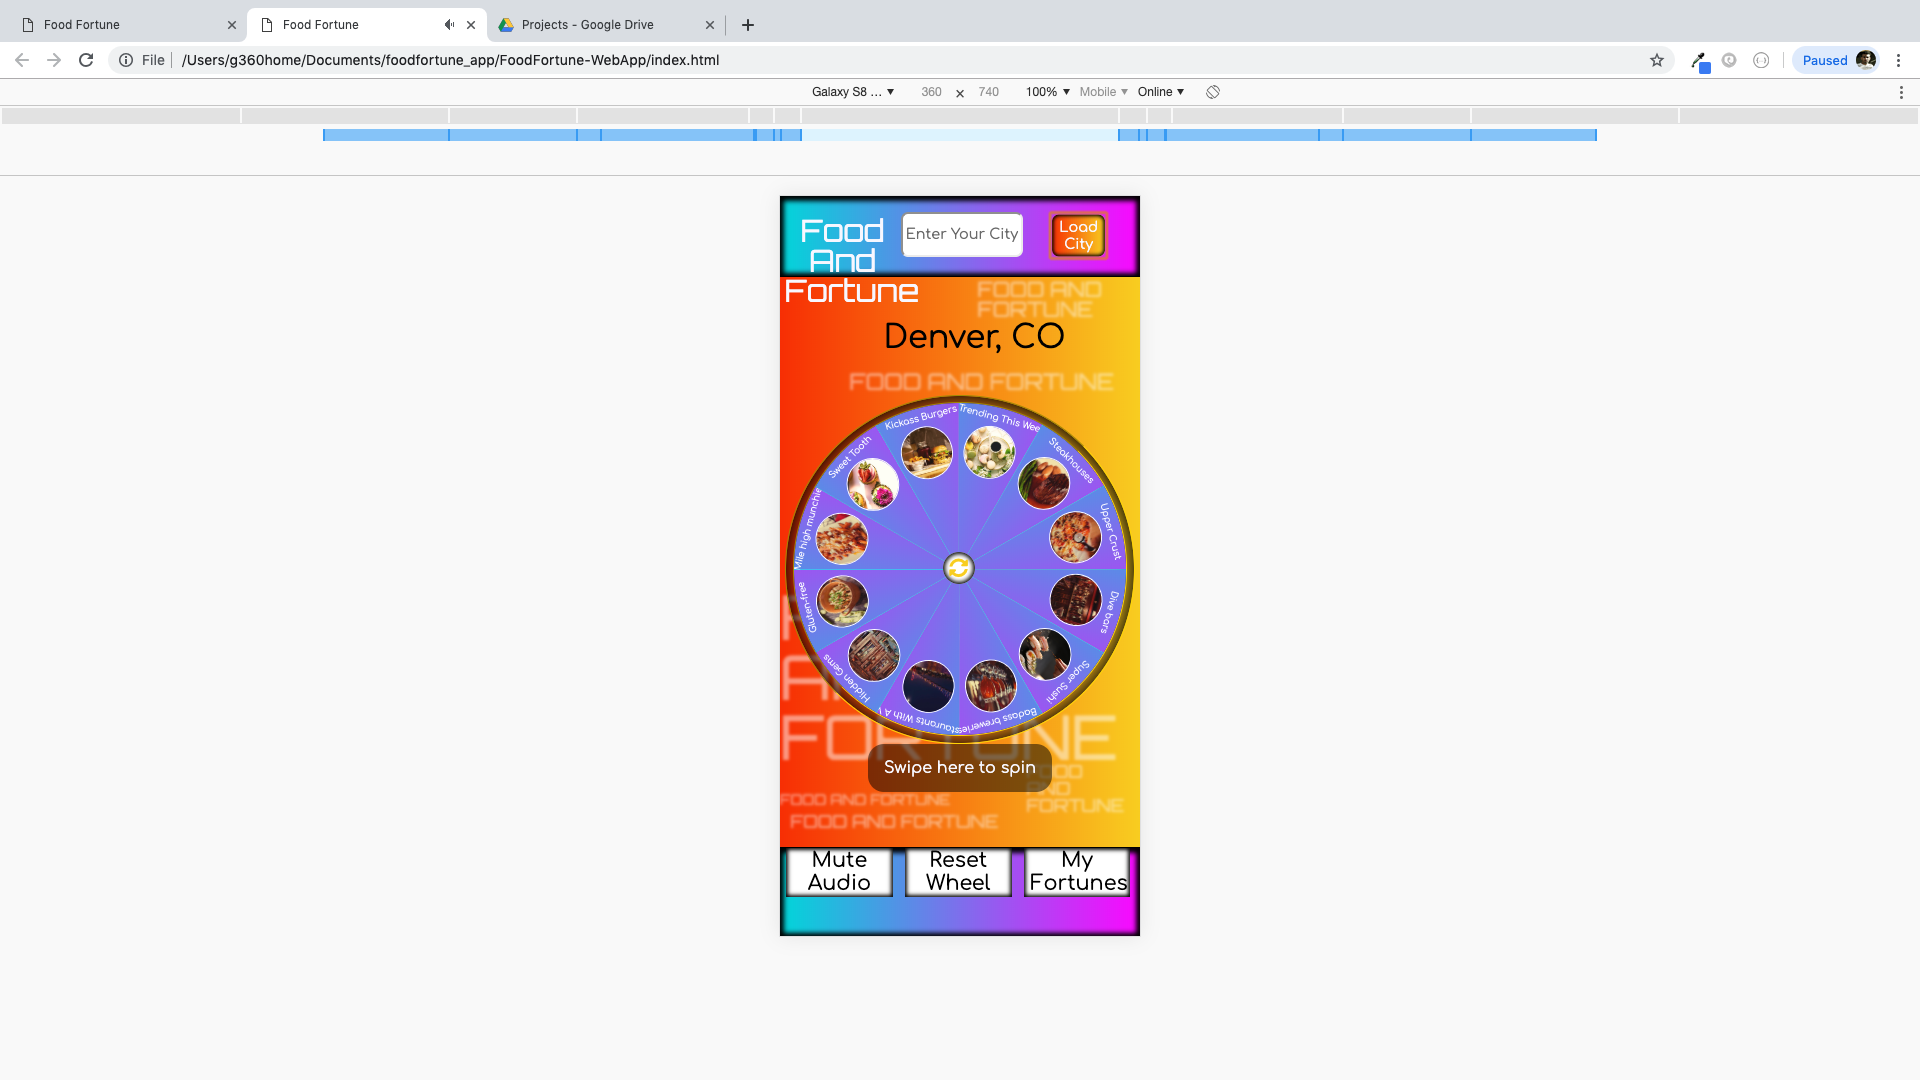 Food Fortune
Food Fortune
Projects - Google Drive
File
/Users/g360home/Documents/foodfortune_app/FoodFortune-WebApp/index.html
Paused
Galaxy S8 ...
360 x 740
100%
Mobile
Online
Food
And
Fortune
Enter Your City
Load
City
FOOD AND
FORTUNE
Denver, CO
FOOD AND FORTUNE
Kickass Burgers
Trending This Wee
Steakhouses
Upper Crust
Dive bars
Super Sushi
Badass brewerie
staurants With A
Hidden Gems
Gluten-free
Mile high munchie
Sweet Tooth
FORTUNE
Swipe here to spin
FOOD
AND
FORTUNE
FOOD AND FORTUNE
FOOD AND FORTUNE
Mute
Audio
Reset
Wheel
My
Fortunes